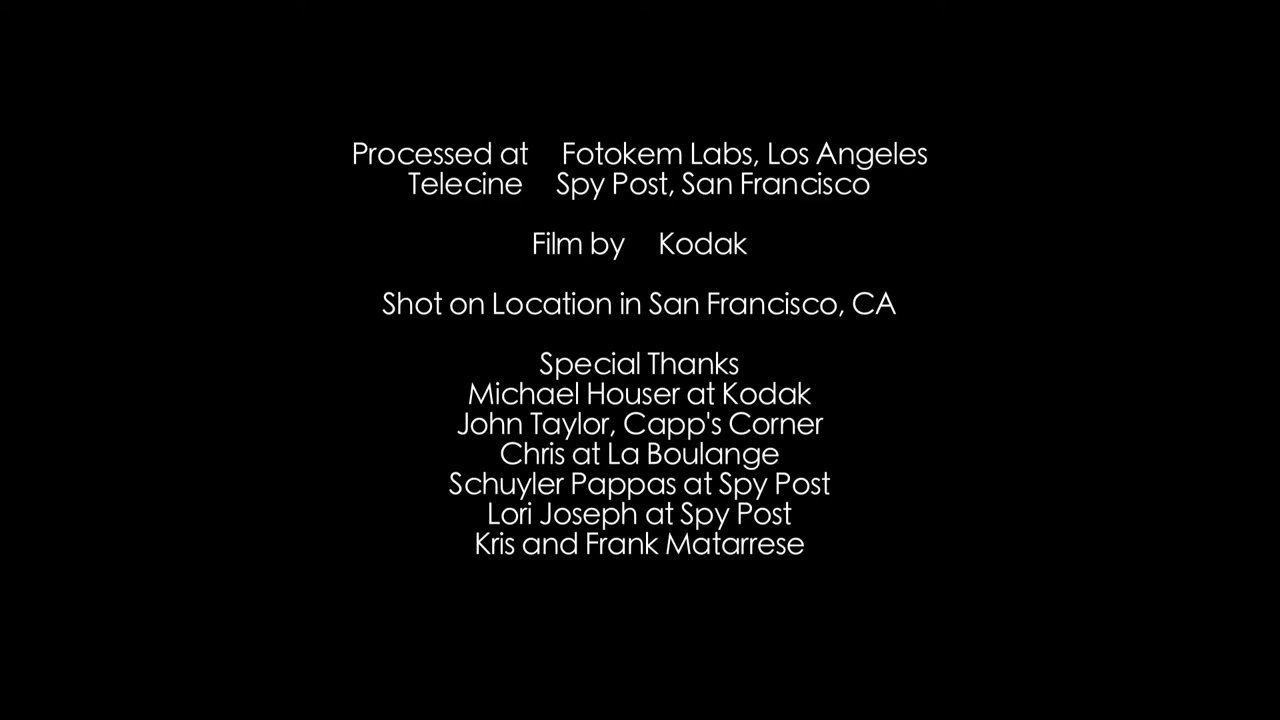 Processed at Fotokem Labs, Los Angeles
Telecine Spy Post, San Francisco
Film by Kodak
Shot on Location in San Francisco, CA
Special Thanks
Michael Houser at Kodak
John Taylor, Capp's Corner
Chris at La Boulange
Schuyler Pappas at Spy Post
Lori Joseph at Spy Post
Kris and Frank Matarrese